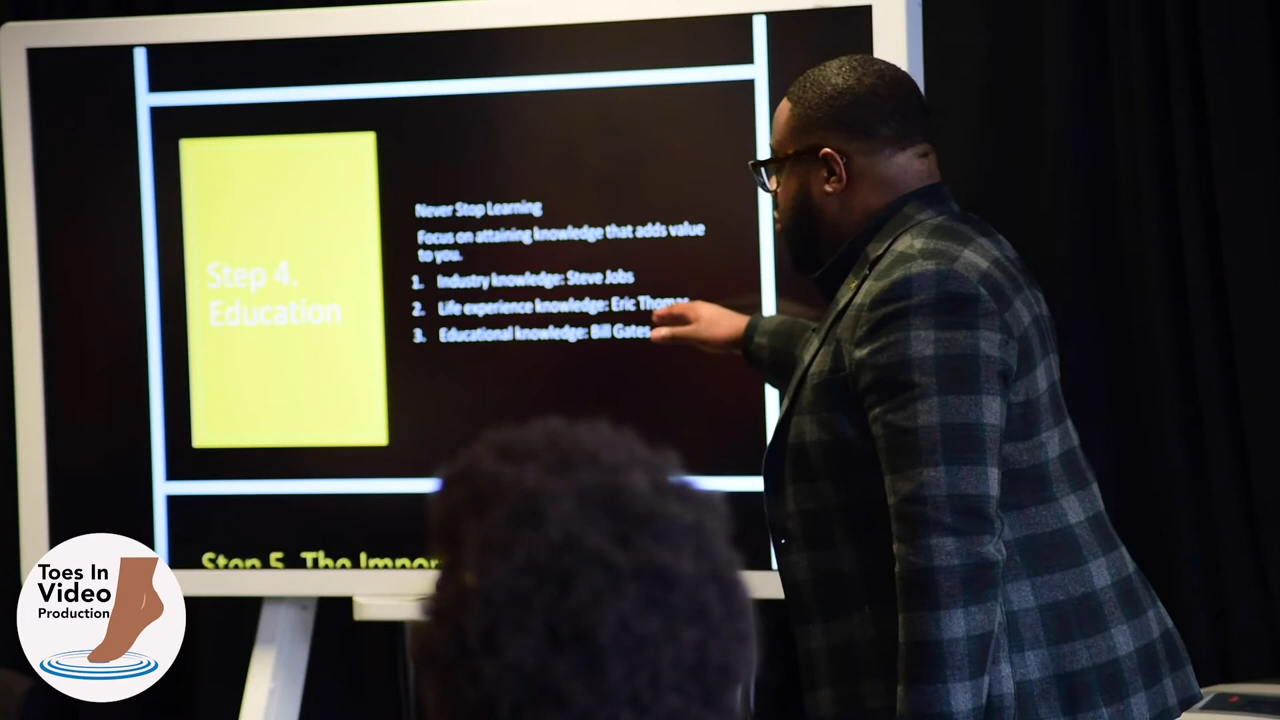 Step 4.
Education
Never Stop Learning
Focus on attaining knowledge that adds value
to you.
1. Industry knowledge: Steve Jobs
2. Life experience knowledge: Eric Thomas
3. Educational knowledge: Bill Gates
Step 5. The Impor
Toes In
Video
Production